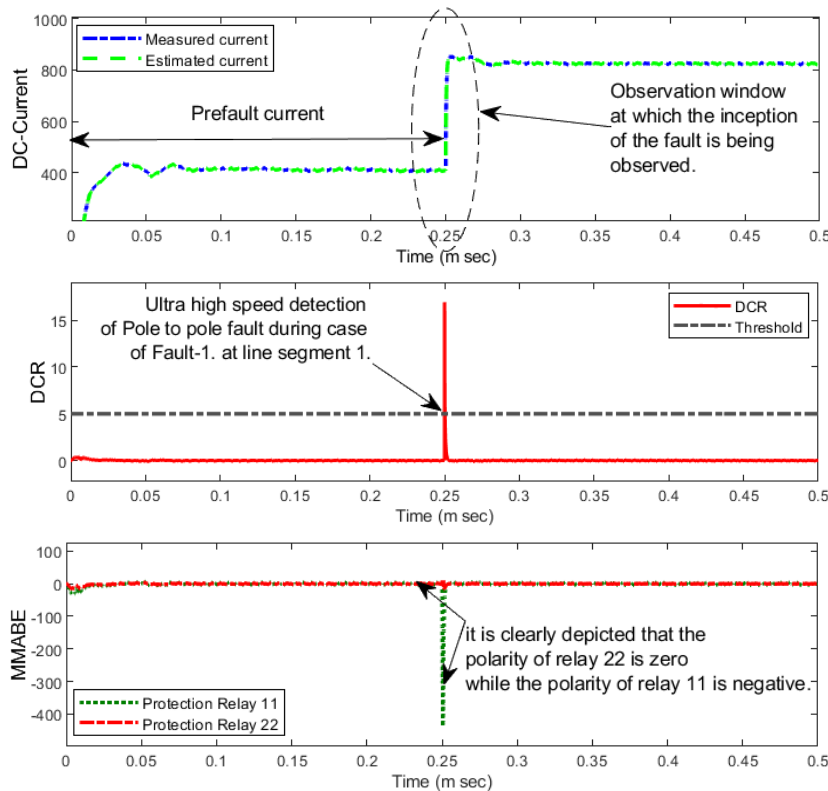 1000
800
600
400
DC-Current
Measured current
Estimated current
Prefault current
Observation window
at which the inception
of the fault is being
observed.
0 0.05 0.1 0.15 0.2 0.25 0.3 0.35 0.4 0.45 0.5
Time (m sec)
15
10
5
0
DCR
Ultra high speed detection
of Pole to pole fault during case
of Fault-1. at line segment 1.
DCR
Threshold
0 0.05 0.1 0.15 0.2 0.25 0.3 0.35 0.4 0.45 0.5
Time (m sec)
100
0
-100
-200
-300
-400
MMABE
it is clearly depicted that the
polarity of relay 22 is zero
while the polarity of relay 11 is negative.
Protection Relay 11
Protection Relay 22
0 0.05 0.1 0.15 0.2 0.25 0.3 0.35 0.4 0.45 0.5
Time (m sec)